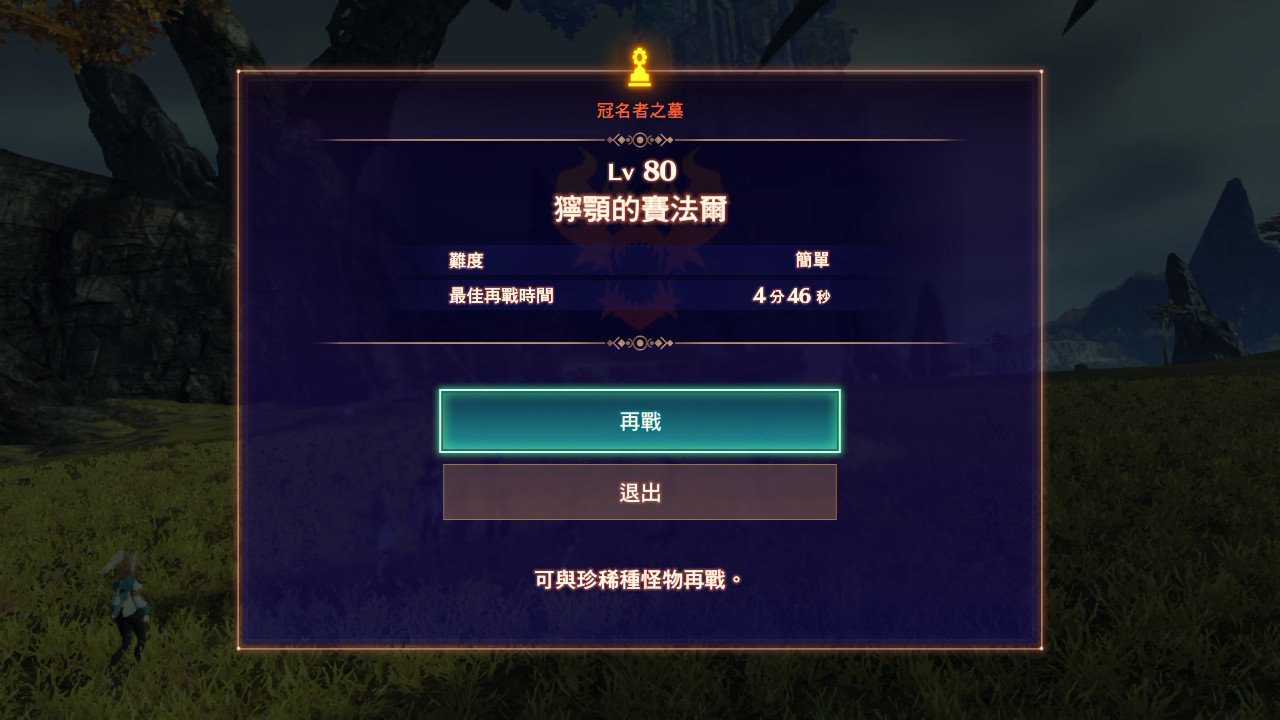 冠名者之墓
Lv 80
獰顎的賽法爾
難度 簡單
最佳再戰時間 4分46秒
再戰
退出
可與珍稀種怪物再戰。